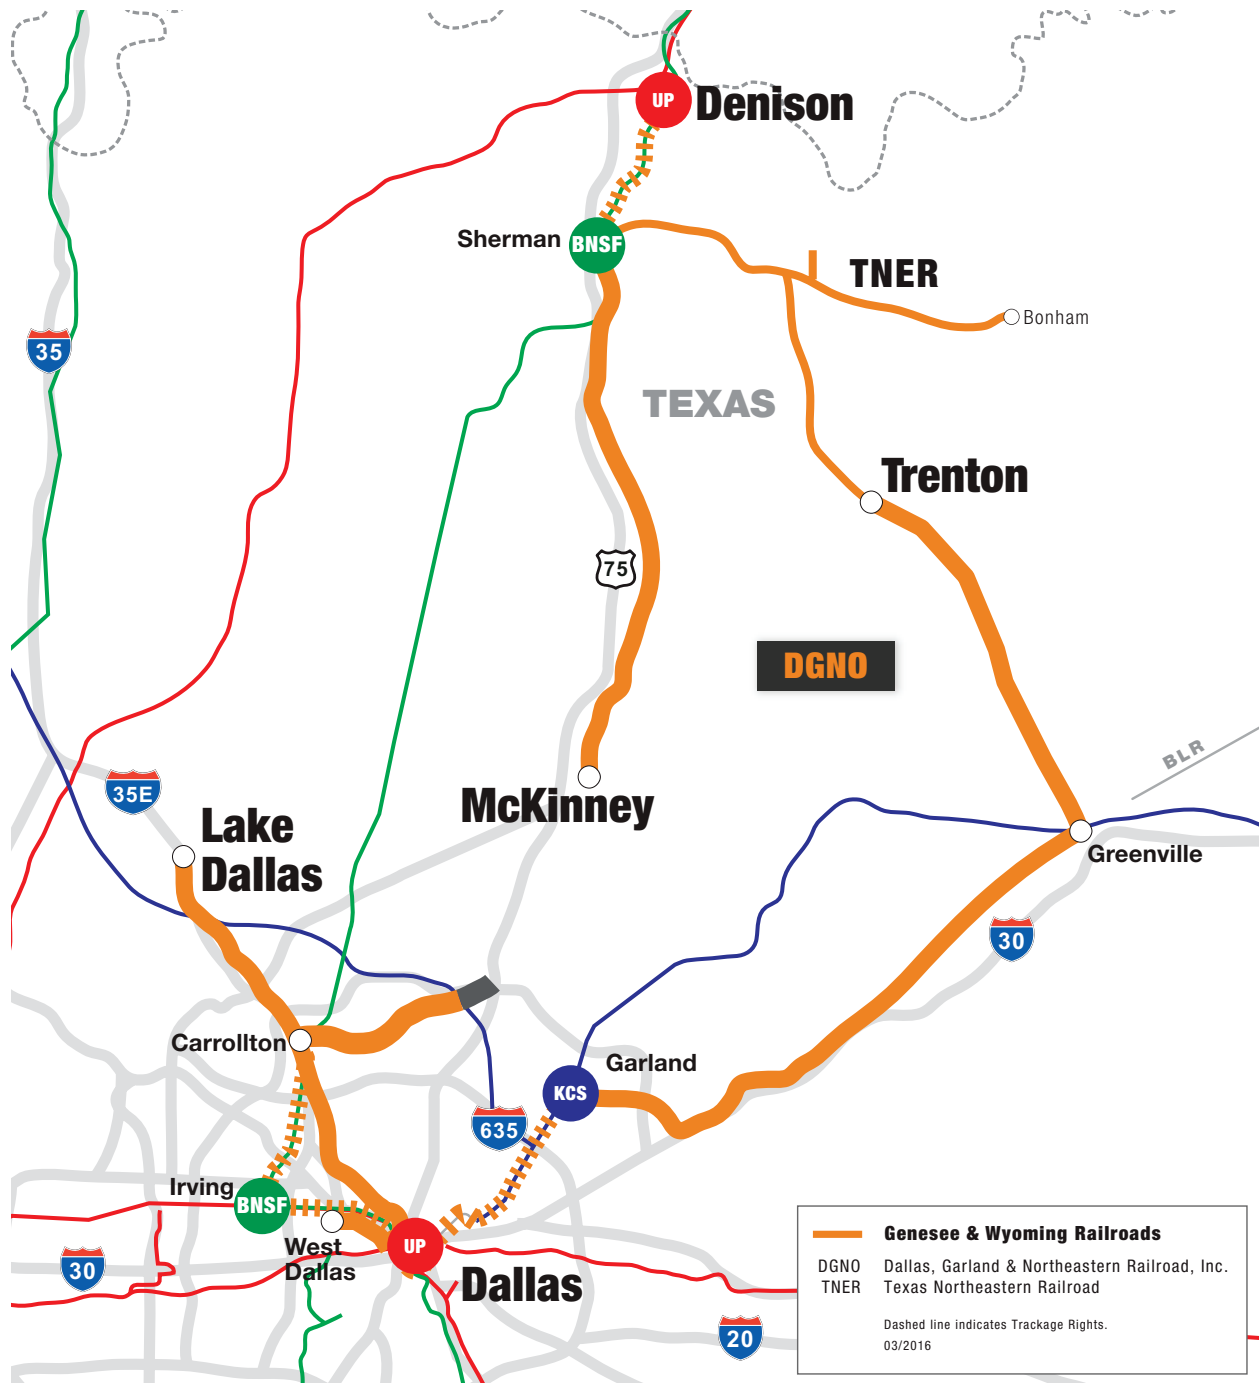 UP
Denison
Sherman
BNSF
TNER
Bonham
35
TEXAS
Trenton
75
DGNO
BLR
35E
McKinney
Lake
Dallas
Greenville
30
Carrollton
Garland
KCS
635
Irving
BNSF
West
Dallas
UP
Dallas
30
20
Genesee & Wyoming Railroads
DGNO Dallas, Garland & Northeastern Railroad, Inc.
TNER Texas Northeastern Railroad
Dashed line indicates Trackage Rights.
03/2016